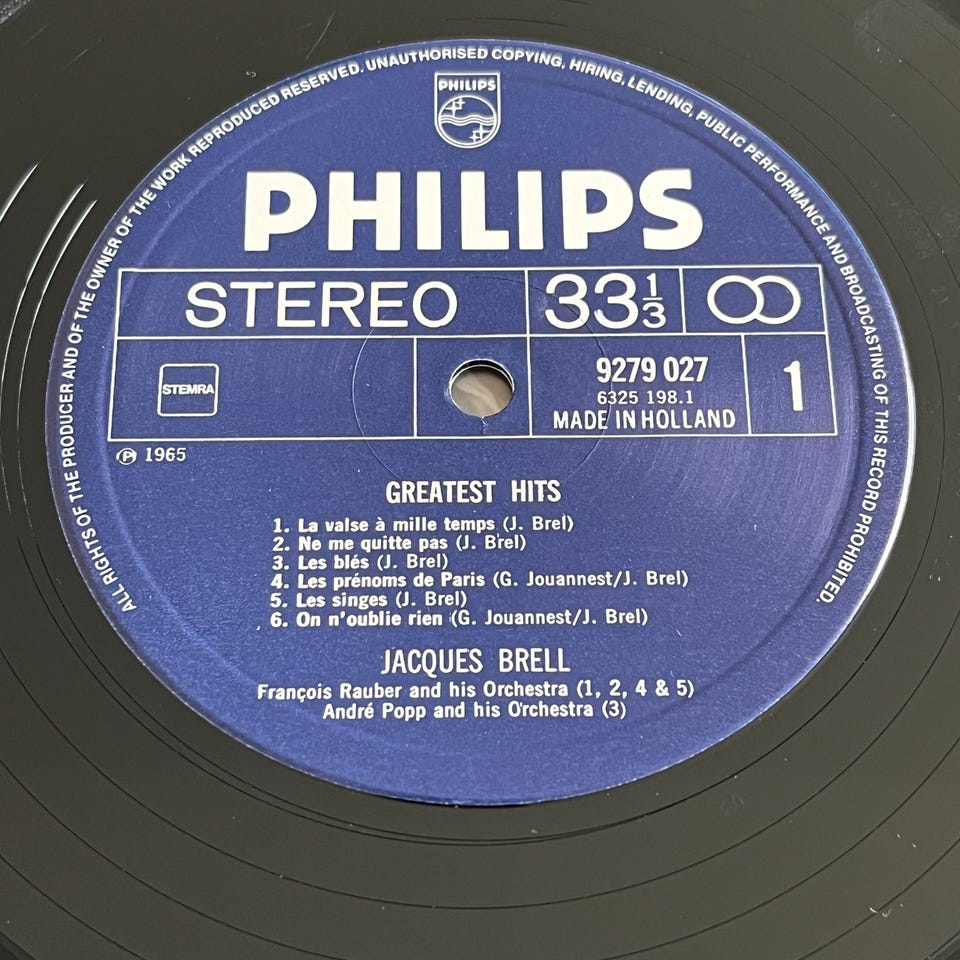 ALL RIGHTS OF THE PRODUCER AND OF THE OWNER OF THE WORK REPRODUCED RESERVED. UNAUTHORISED COPYING, HIRING, LENDING, PUBLIC PERFORMANCE AND BROADCASTING OF THIS RECORD PROHIBITED.
PHILIPS
PHILIPS
STEREO 33 1/3
STEMRA
9279 027
6325 198.1
MADE IN HOLLAND
1
Ⓟ 1965
GREATEST HITS
1. La valse à mille temps (J. Brel)
2. Ne me quitte pas (J. Brel)
3. Les blés (J. Brel)
4. Les prénoms de Paris (G. Jouannest/J. Brel)
5. Les singes (J. Brel)
6. On n'oublie rien (G. Jouannest/J. Brel)
JACQUES BRELL
François Rauber and his Orchestra (1, 2, 4 & 5)
André Popp and his Orchestra (3)